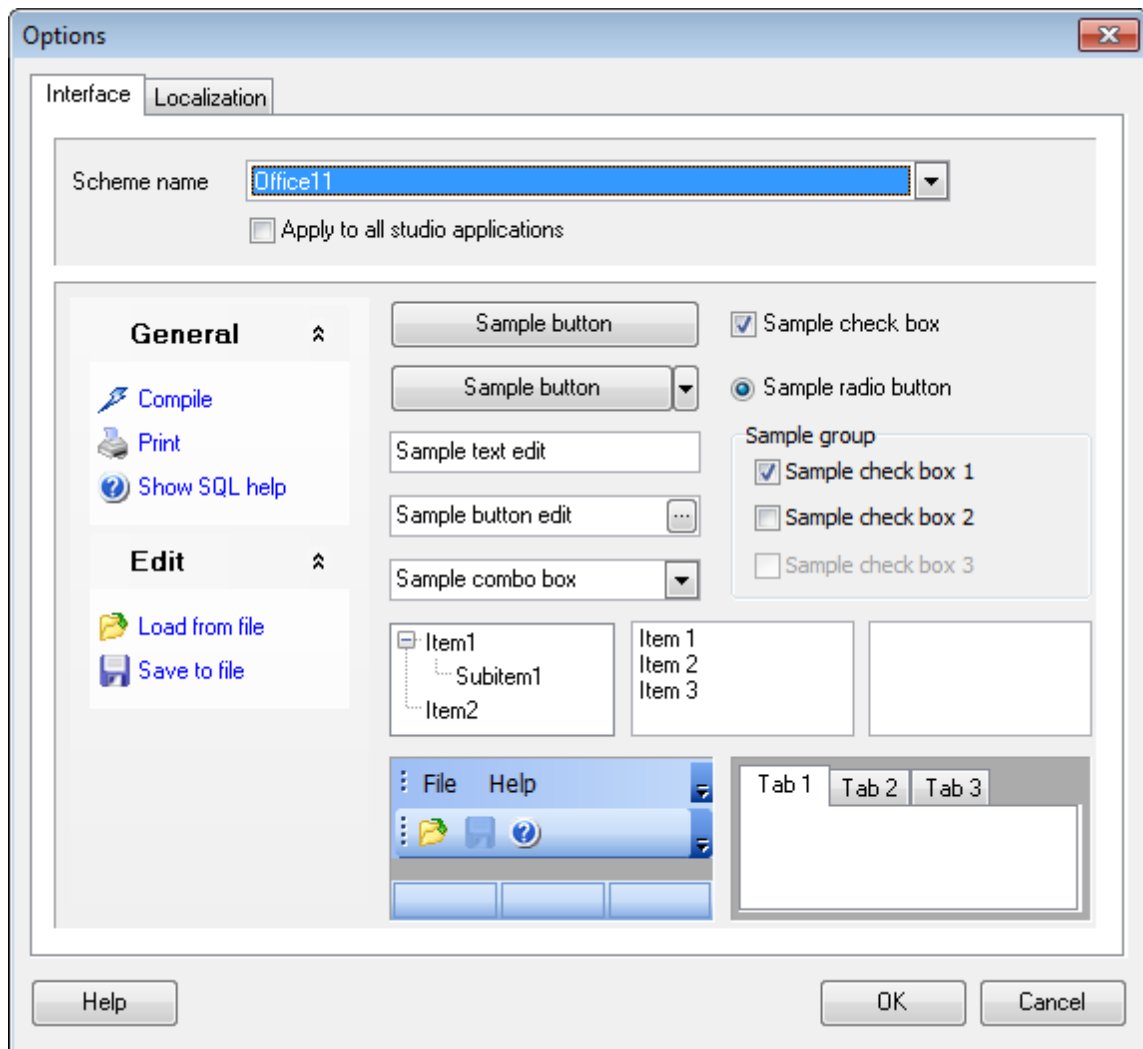 Options
Interface Localization
Scheme name Office11
Apply to all studio applications
General
Compile
Print
Show SQL help
Edit
Load from file
Save to file
Sample button
Sample button
Sample text edit
Sample button edit ...
Sample combo box
Sample check box
Sample radio button
Sample group
Sample check box 1
Sample check box 2
Sample check box 3
Item1
Subitem1
Item2
Item 1
Item 2
Item 3
File Help
Tab 1 Tab 2 Tab 3
Help OK Cancel